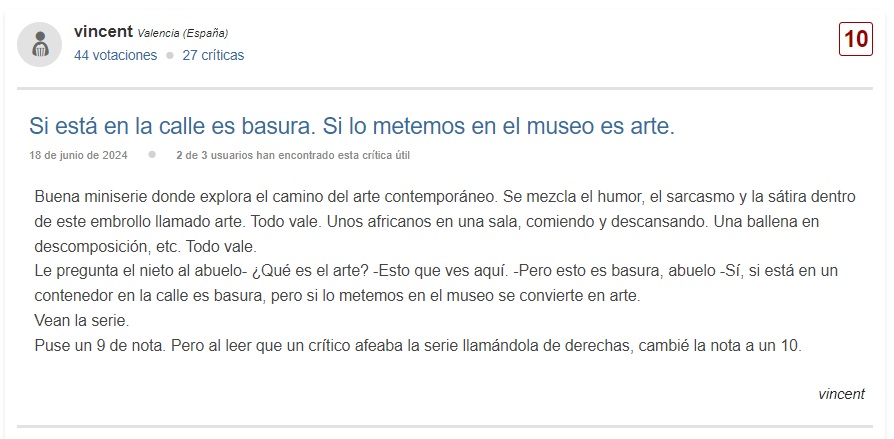 vincent Valencia (España)
10
44 votaciones 27 críticas
Si está en la calle es basura. Si lo metemos en el museo es arte.
18 de junio de 2024 2 de 3 usuarios han encontrado esta crítica útil
Buena miniserie donde explora el camino del arte contemporáneo. Se mezcla el humor, el sarcasmo y la sátira dentro
de este embrollo llamado arte. Todo vale. Unos africanos en una sala, comiendo y descansando. Una ballena en
descomposición, etc. Todo vale.
Le pregunta el nieto al abuelo- ¿Qué es el arte? -Esto que ves aquí. -Pero esto es basura, abuelo -Sí, si está en un
contenedor en la calle es basura, pero si lo metemos en el museo se convierte en arte.
Vean la serie.
Puse un 9 de nota. Pero al leer que un crítico afeaba la serie llamándola de derechas, cambié la nota a un 10.
vincent